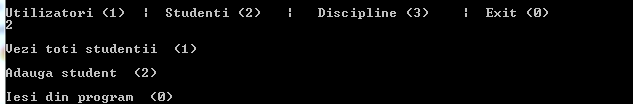 Utilizatori (1) | Studenti (2) | Discipline (3) | Exit (0)
2
Vezi toti studentii (1)
Adauga student (2)
Iesi din program (0)